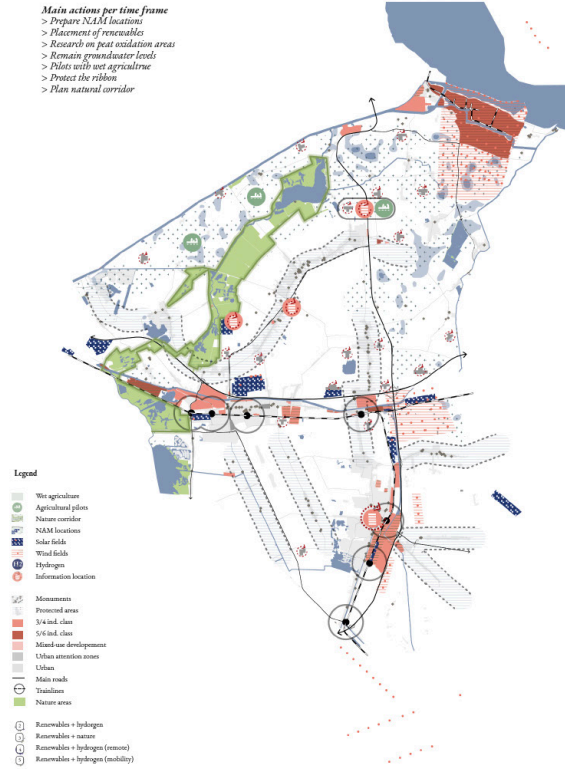 Main actions per time frame
> Prepare NAM locations
> Placement of renewables
> Research on peat oxidation areas
> Remain groundwater levels
> Pilots with wet agricultrue
> Protect the ribbon
> Plan natural corridor
Legend
Wet agriculture
Agricultural pilots
Nature corridor
NAM locations
Solar fields
Wind fields
Hydrogen
Information location
Monuments
Protected areas
3/4 ind. class
5/6 ind. class
Mixed-use developement
Urban attention zones
Urban
Main roads
Trainlines
Nature areas
Renewables + hydorgen
Renewables + nature
Renewables + hydrogen (remote)
Renewables + hydrogen (mobility)